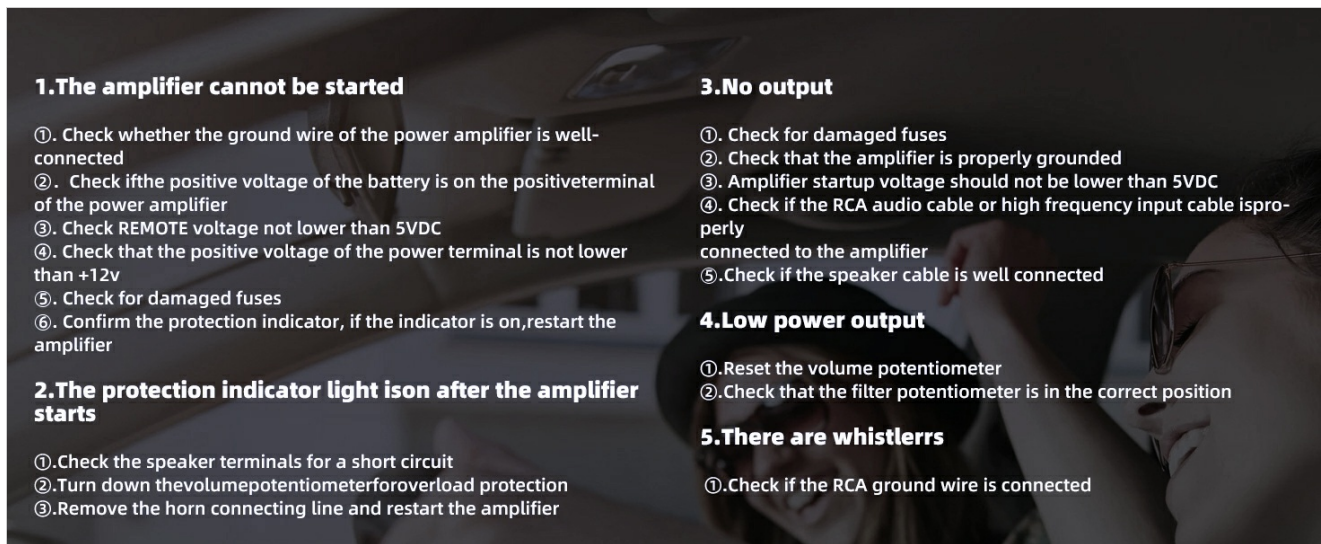 1.The amplifier cannot be started
①. Check whether the ground wire of the power amplifier is well-
connected
②. Check ifthe positive voltage of the battery is on the positiveterminal
of the power amplifier
③. Check REMOTE voltage not lower than 5VDC
④. Check that the positive voltage of the power terminal is not lower
than +12v
⑤. Check for damaged fuses
⑥. Confirm the protection indicator, if the indicator is on,restart the
amplifier
2.The protection indicator light ison after the amplifier
starts
①.Check the speaker terminals for a short circuit
②.Turn down thevolumepotentiometerforoverload protection
③.Remove the horn connecting line and restart the amplifier
3.No output
①. Check for damaged fuses
②. Check that the amplifier is properly grounded
③. Amplifier startup voltage should not be lower than 5VDC
④. Check if the RCA audio cable or high frequency input cable ispro-
perly
connected to the amplifier
⑤.Check if the speaker cable is well connected
4.Low power output
①.Reset the volume potentiometer
②.Check that the filter potentiometer is in the correct position
5.There are whistlerrs
①.Check if the RCA ground wire is connected